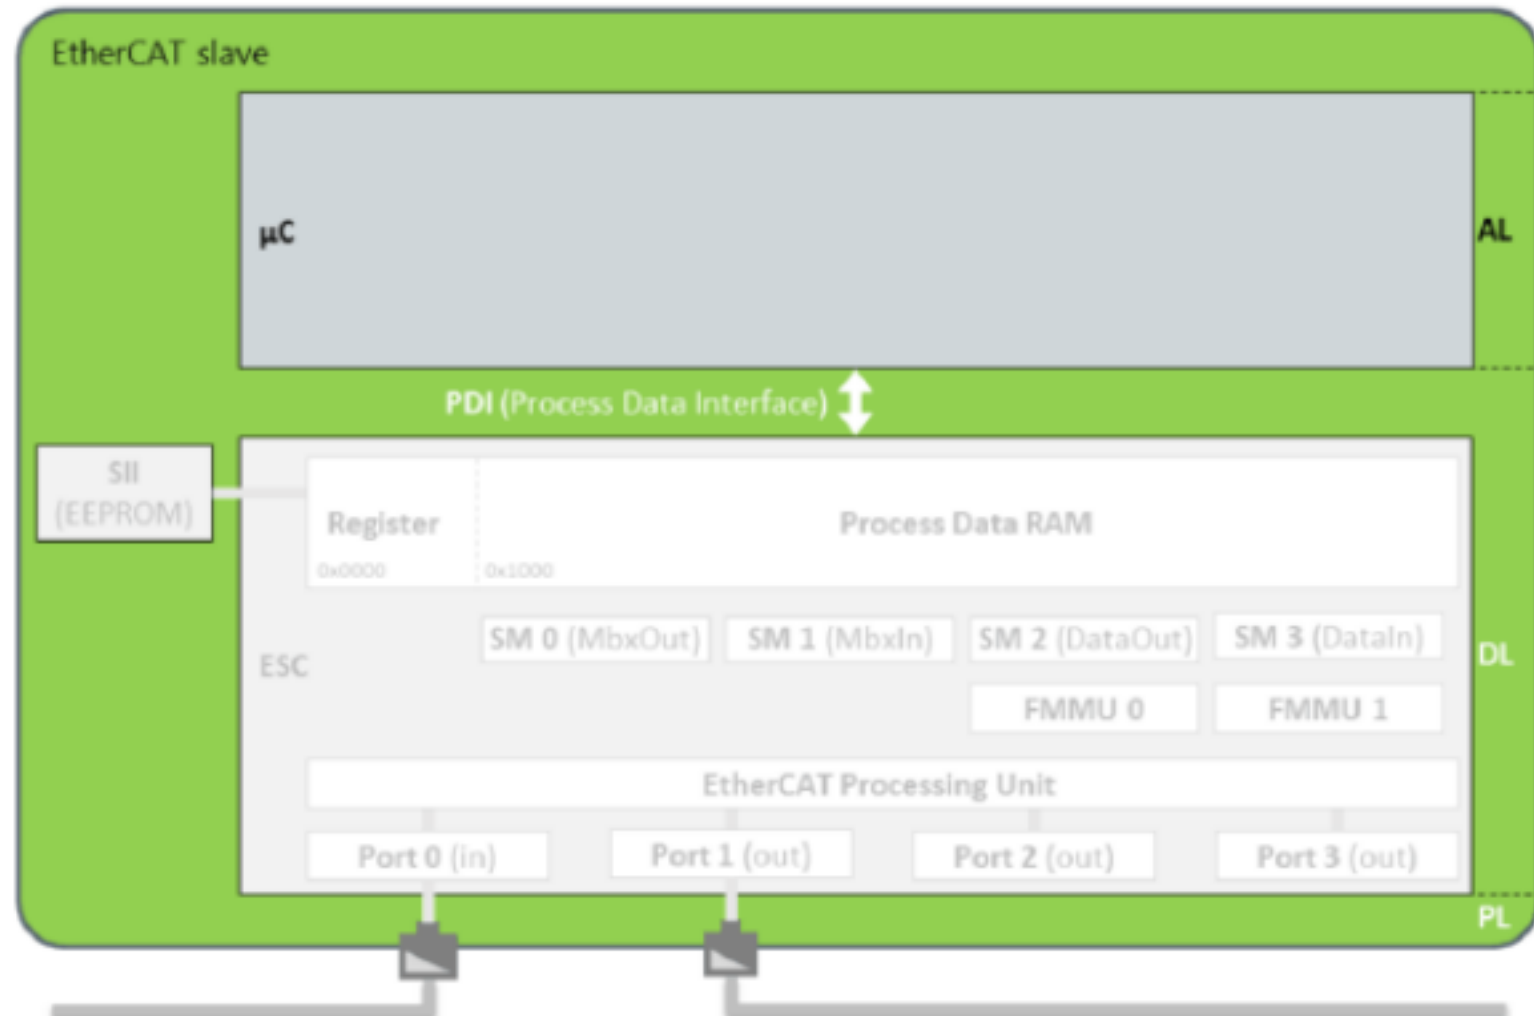 EtherCAT slave
µC
AL
PDI (Process Data Interface)
SII
(EEPROM)
Register
Process Data RAM
0x0000
0x1000
SM 0 (MbxOut)
SM 1 (MbxIn)
SM 2 (DataOut)
SM 3 (DataIn)
ESC
DL
FMMU 0
FMMU 1
EtherCAT Processing Unit
Port 0 (in)
Port 1 (out)
Port 2 (out)
Port 3 (out)
PL